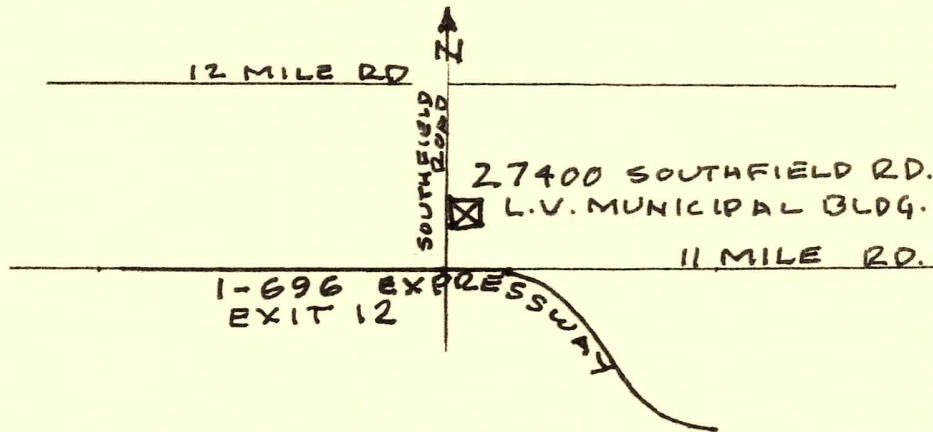 N
12 MILE RD
SOUTHFIELD
ROAD
27400 SOUTHFIELD RD.
L.V. MUNICIPAL BLDG.
11 MILE RD.
I-696 EXPRESSWAY
EXIT 12